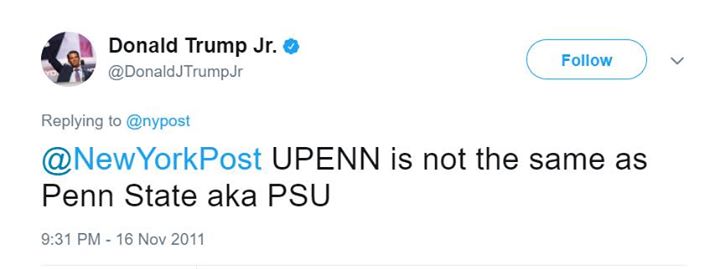 Donald Trump Jr.
@DonaldJTrumpJr
Follow
Replying to @nypost
@NewYorkPost UPENN is not the same as
Penn State aka PSU
9:31 PM - 16 Nov 2011